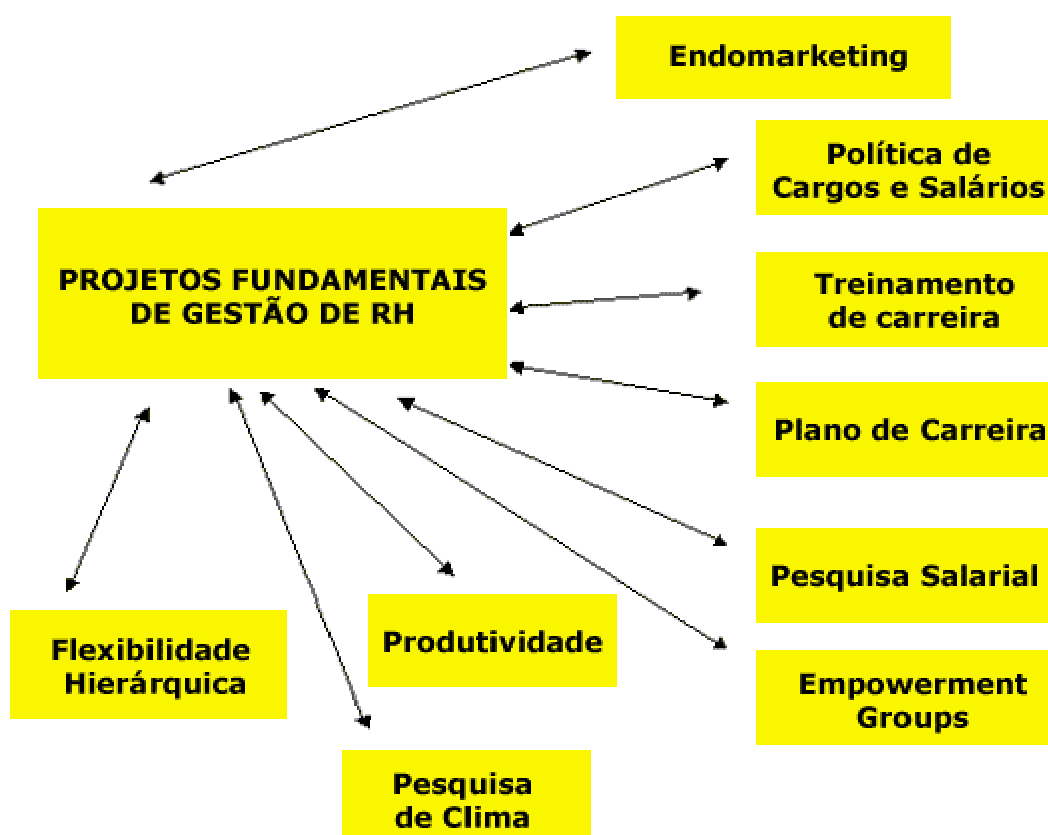 Endomarketing
Política de
Cargos e Salários
PROJETOS FUNDAMENTAIS
DE GESTÃO DE RH
Treinamento
de carreira
Plano de Carreira
Pesquisa Salarial
Flexibilidade
Hierárquica
Produtividade
Empowerment
Groups
Pesquisa
de Clima